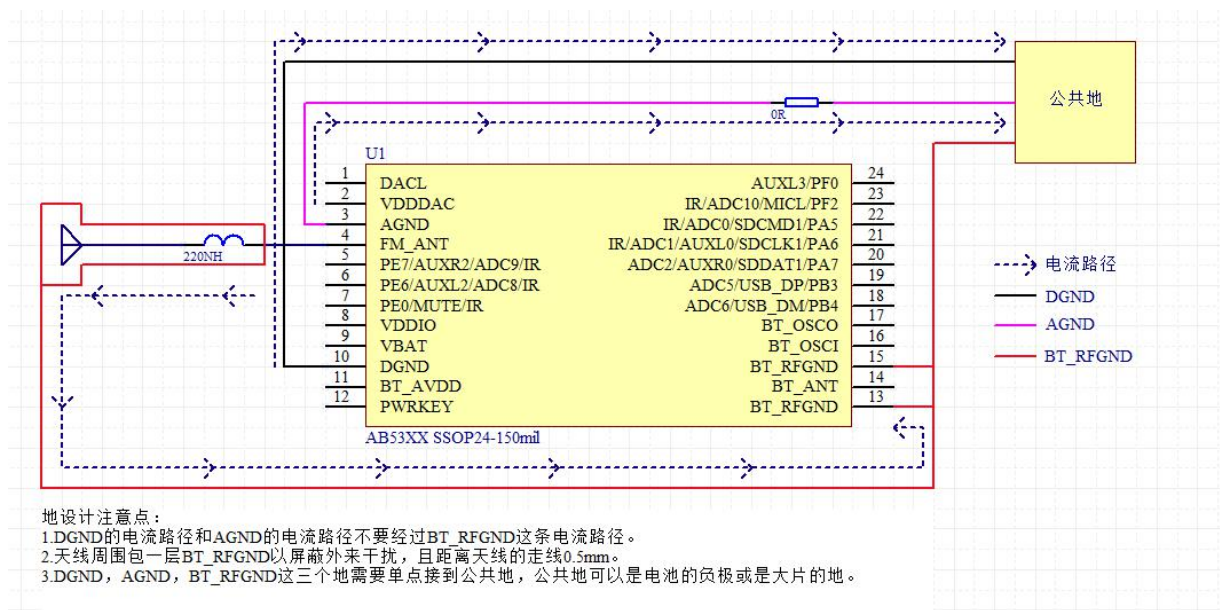 公共地
0R
U1
1 DACL AUXL3/PF0 24
2 VDDDAC IR/ADC10/MICL/PF2 23
3 AGND IR/ADC0/SDCMD1/PA5 22
4 FM_ANT IR/ADC1/AUXL0/SDCLK1/PA6 21
220NH
5 PE7/AUXR2/ADC9/IR ADC2/AUXR0/SDDAT1/PA7 20
6 PE6/AUXL2/ADC8/IR ADC5/USB_DP/PB3 19
7 PE0/MUTE/IR ADC6/USB_DM/PB4 18
8 VDDIO BT_OSCO 17
9 VBAT BT_OSCI 16
10 DGND BT_RFGND 15
11 BT_AVDD BT_ANT 14
12 PWRKEY BT_RFGND 13
AB53XX SSOP24-150mil
电流路径
DGND
AGND
BT_RFGND
地设计注意点：
1.DGND的电流路径和AGND的电流路径不要经过BT_RFGND这条电流路径。
2.天线周围包一层BT_RFGND以屏蔽外来干扰，且距离天线的走线0.5mm。
3.DGND，AGND，BT_RFGND这三个地需要单点接到公共地，公共地可以是电池的负极或是大片的地。